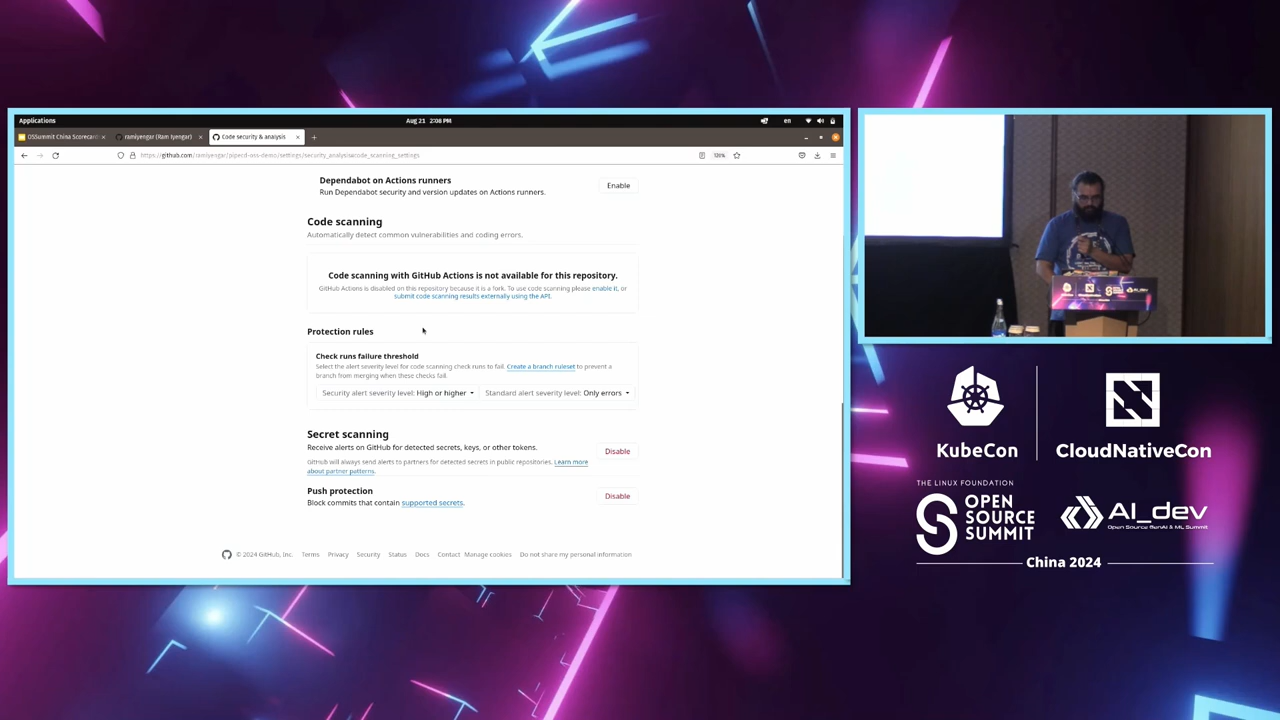 Applications
Aug 21 2:08 PM
en
OSSummit China Scorecard
ramiyengar (Ram Iyengar)
Code security & analysis
https://github.com/ramiyengar/pipecd-oss-demo/settings/security_analysis#code_scanning_settings
120%
Dependabot on Actions runners
Run Dependabot security and version updates on Actions runners.
Enable
Code scanning
Automatically detect common vulnerabilities and coding errors.
Code scanning with GitHub Actions is not available for this repository.
GitHub Actions is disabled on this repository because it is a fork. To use code scanning please enable it, or
submit code scanning results externally using the API.
Protection rules
Check runs failure threshold
Select the alert severity level for code scanning check runs to fail. Create a branch ruleset to prevent a
branch from merging when these checks fail.
Security alert severity level: High or higher
Standard alert severity level: Only errors
Secret scanning
Receive alerts on GitHub for detected secrets, keys, or other tokens.
Disable
GitHub will always send alerts to partners for detected secrets in public repositories. Learn more
about partner patterns.
Push protection
Block commits that contain supported secrets.
Disable
© 2024 GitHub, Inc. Terms Privacy Security Status Docs Contact Manage cookies Do not share my personal information
KubeCon
CloudNativeCon
THE LINUX FOUNDATION
OPEN
SOURCE
SUMMIT
AI_dev
Open Source GenAI & ML Summit
China 2024